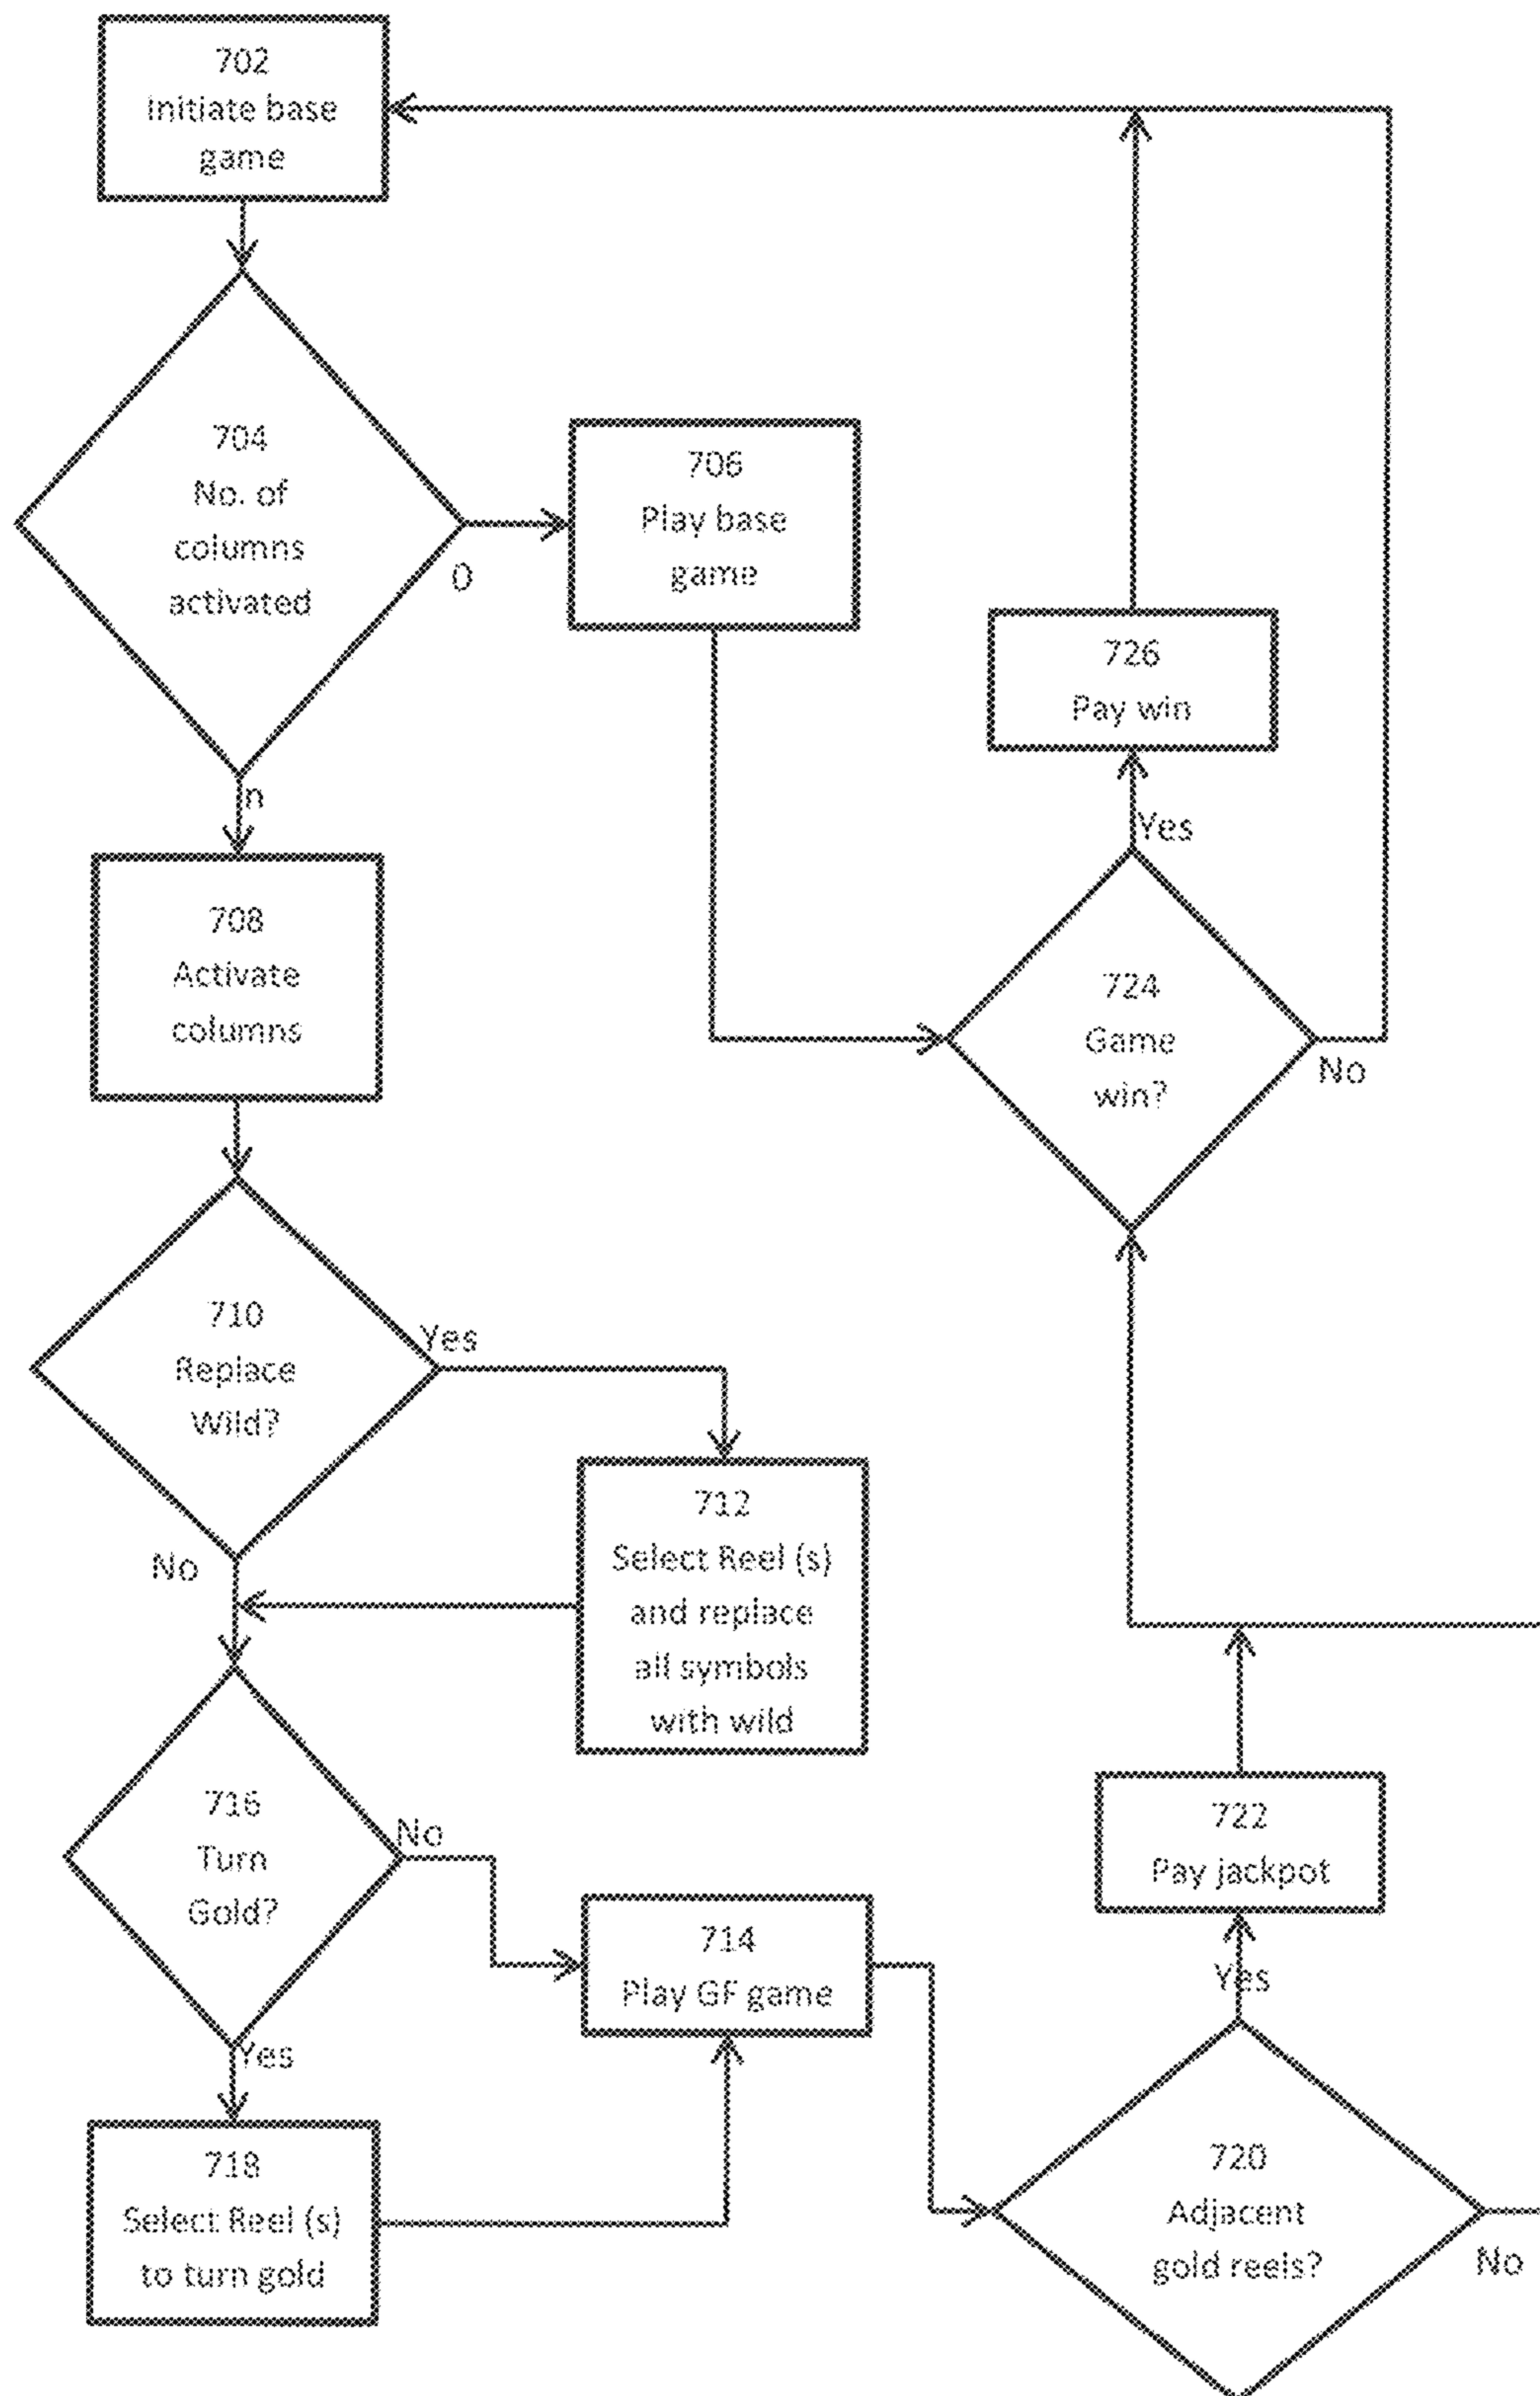 702
Initiate base
game
704
No. of
columns
activated
0
706
Play base
game
n
708
Activate
columns
710
Replace
Wild?
Yes
No
712
Select Reel (s)
and replace
all symbols
with wild
716
Turn
Gold?
No
Yes
718
Select Reel (s)
to turn gold
714
Play GF game
720
Adjacent
gold reels?
No
Yes
722
Pay jackpot
724
Game
win?
No
Yes
726
Pay win